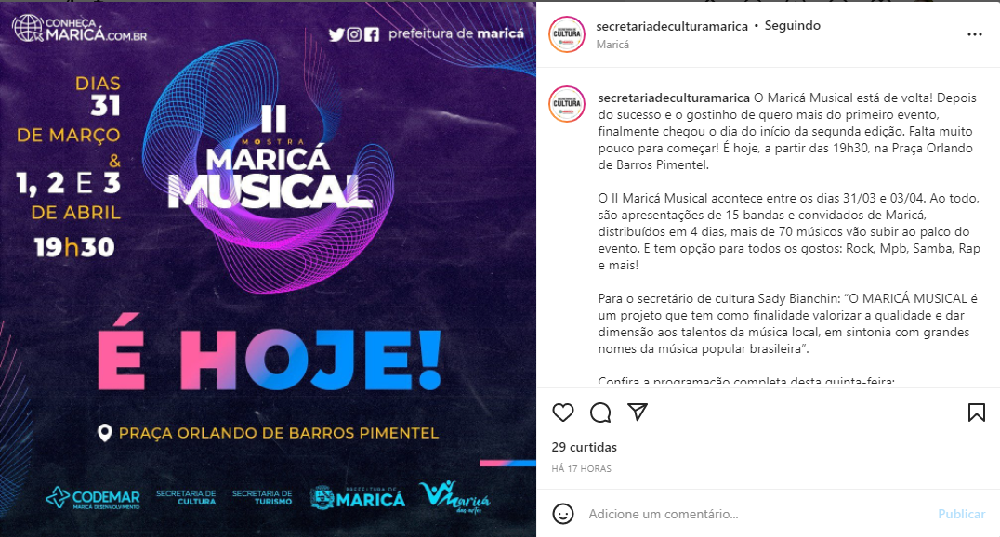 CONHEÇA
MARICÁ.COM.BR
prefeitura de maricá
DIAS
31
DE MARÇO
&
1, 2 E 3
DE ABRIL
19h30
II
MOSTRA
MARICÁ
MUSICAL
É HOJE!
PRAÇA ORLANDO DE BARROS PIMENTEL
CODEMAR
MARICÁ DESENVOLVIMENTO
SECRETARIA DE
CULTURA
SECRETARIA DE
TURISMO
PREFEITURA DE
MARICÁ
Maricá
das artes
SECRETARIA DE
CULTURA
secretariadeculturamarica • Seguindo
Maricá
SECRETARIA DE
CULTURA
secretariadeculturamarica O Maricá Musical está de volta! Depois
do sucesso e o gostinho de quero mais do primeiro evento,
finalmente chegou o dia do início da segunda edição. Falta muito
pouco para começar! É hoje, a partir das 19h30, na Praça Orlando
de Barros Pimentel.
O II Maricá Musical acontece entre os dias 31/03 e 03/04. Ao todo,
são apresentações de 15 bandas e convidados de Maricá,
distribuídos em 4 dias, mais de 70 músicos vão subir ao palco do
evento. E tem opção para todos os gostos: Rock, Mpb, Samba, Rap
e mais!
Para o secretário de cultura Sady Bianchin: “O MARICÁ MUSICAL é
um projeto que tem como finalidade valorizar a qualidade e dar
dimensão aos talentos da música local, em sintonia com grandes
nomes da música popular brasileira”.
Confira a programação completa desta quinta-feira:
29 curtidas
HÁ 17 HORAS
Adicione um comentário...
Publicar